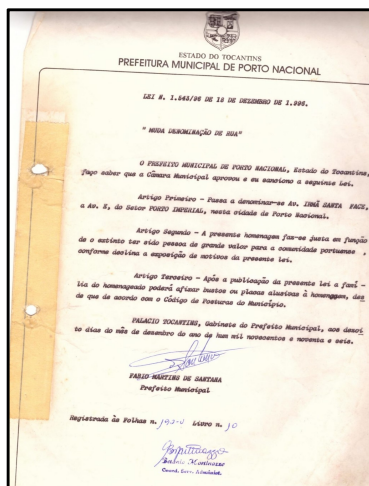 ESTADO DO TOCANTINS
PREFEITURA MUNICIPAL DE PORTO NACIONAL
LEI N. 1.543/96 DE 18 DE DEZEMBRO DE 1.996.
" MUDA DENOMINAÇÃO DE RUA"
O PREFEITO MUNICIPAL DE PORTO NACIONAL, Estado do Tocantins,
faço saber que a Câmara Municipal aprovou e eu sanciono a seguinte Lei.
Artigo Primeiro - Passa a denominar-se Av. IRMÃ SANTA FACE,
a Av. E, do Setor PORTO IMPERIAL, nesta cidade de Porto Nacional.
Artigo Segundo - A presente homenagem faz-se justa em função
de o extinto ter sido pessoa de grande valor para a comunidade portuense ,
conforme declina a exposição de motivos da presente lei.
Artigo Terceiro - Após a publicação da presente lei a famí -
lia do homenageado poderá afixar bustos ou placas alusivas à homenagem, des
de que de acordo com o Código de Posturas do Município.
PALACIO TOCANTINS, Gabinete do Prefeito Municipal, aos dezoi
to dias do mês de dezembro do ano de hum mil novecentos e noventa e seis.
FABIO MARTINS DE SANTANA
Prefeito Municipal
Registrada às Folhas n. 193-V Livro n. 10